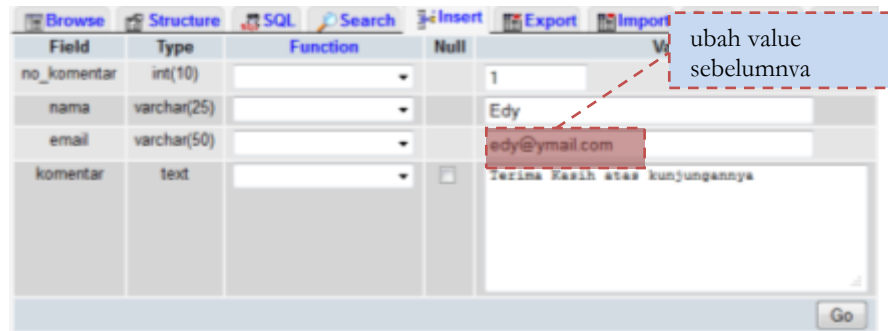 Browse Structure SQL Search Insert Export Import
ubah value
sebelumnya
Field Type Function Null
no_komentar int(10) 1
nama varchar(25) Edy
email varchar(50) edy@ymail.com
komentar text Terima Kasih atas kunjungannya
Go